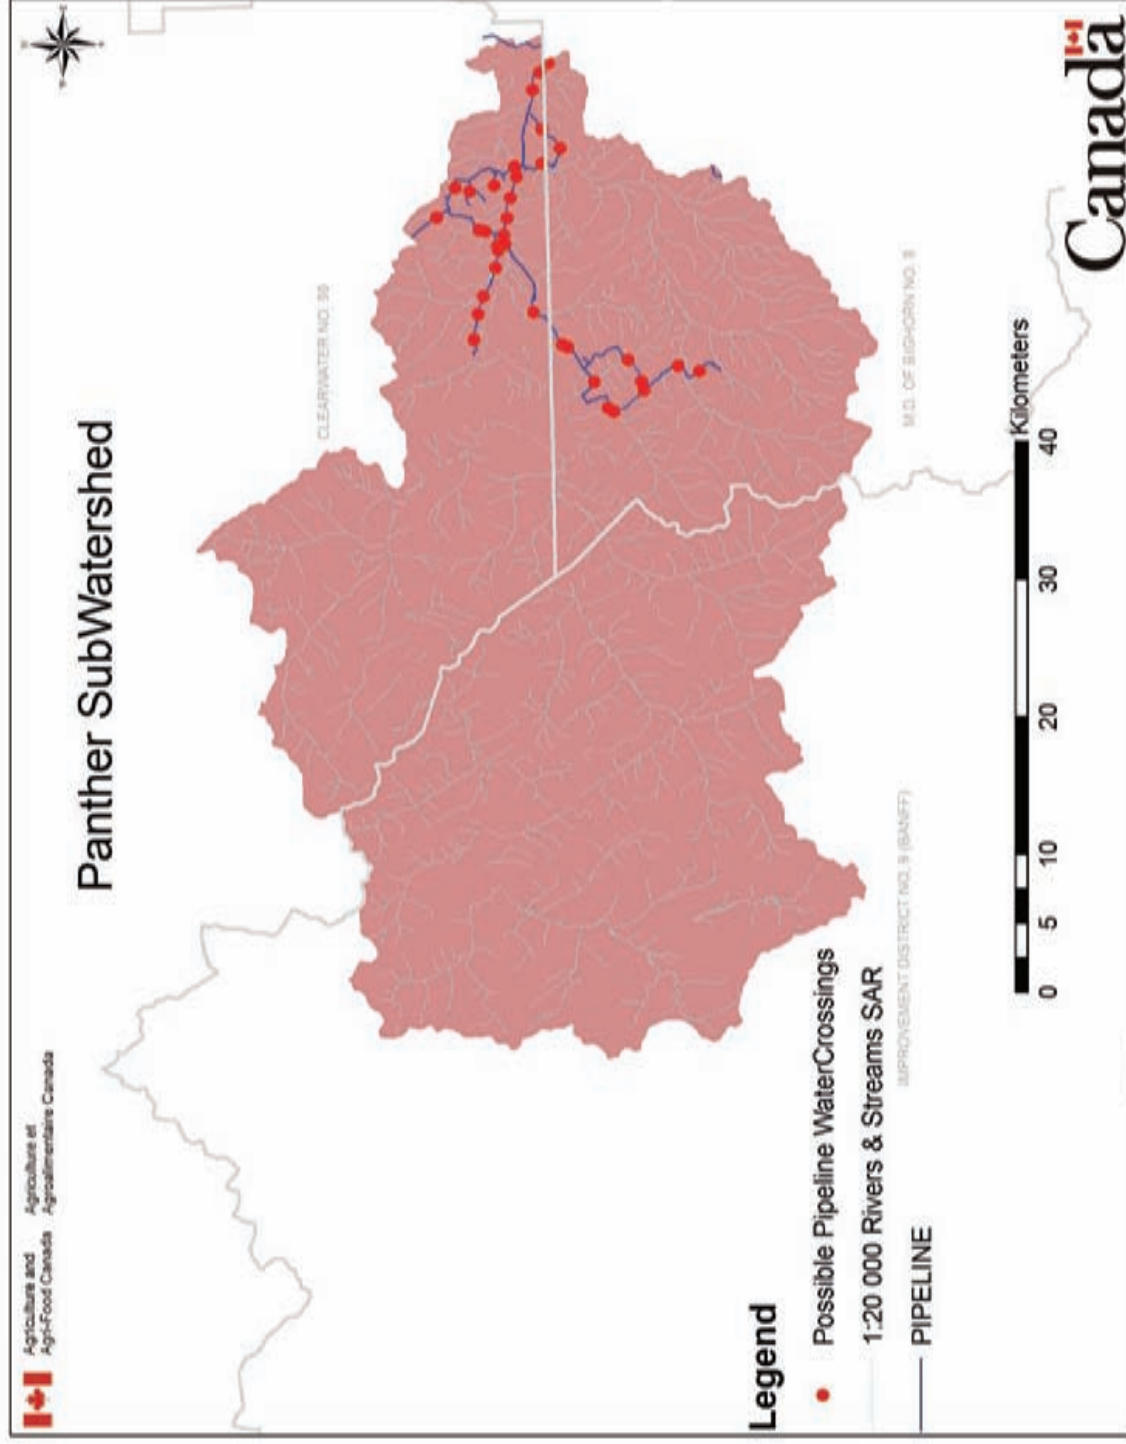 Agriculture and
Agri-Food Canada
Agriculture et
Agroalimentaire Canada
Panther SubWatershed
CLEARWATER NO. 99
M.D. OF BIGHORN NO. 8
IMPROVEMENT DISTRICT NO. 9 (BANFF)
Legend
Possible Pipeline WaterCrossings
1:20 000 Rivers & Streams SAR
PIPELINE
0 5 10 20 30 40
Kilometers
Canada